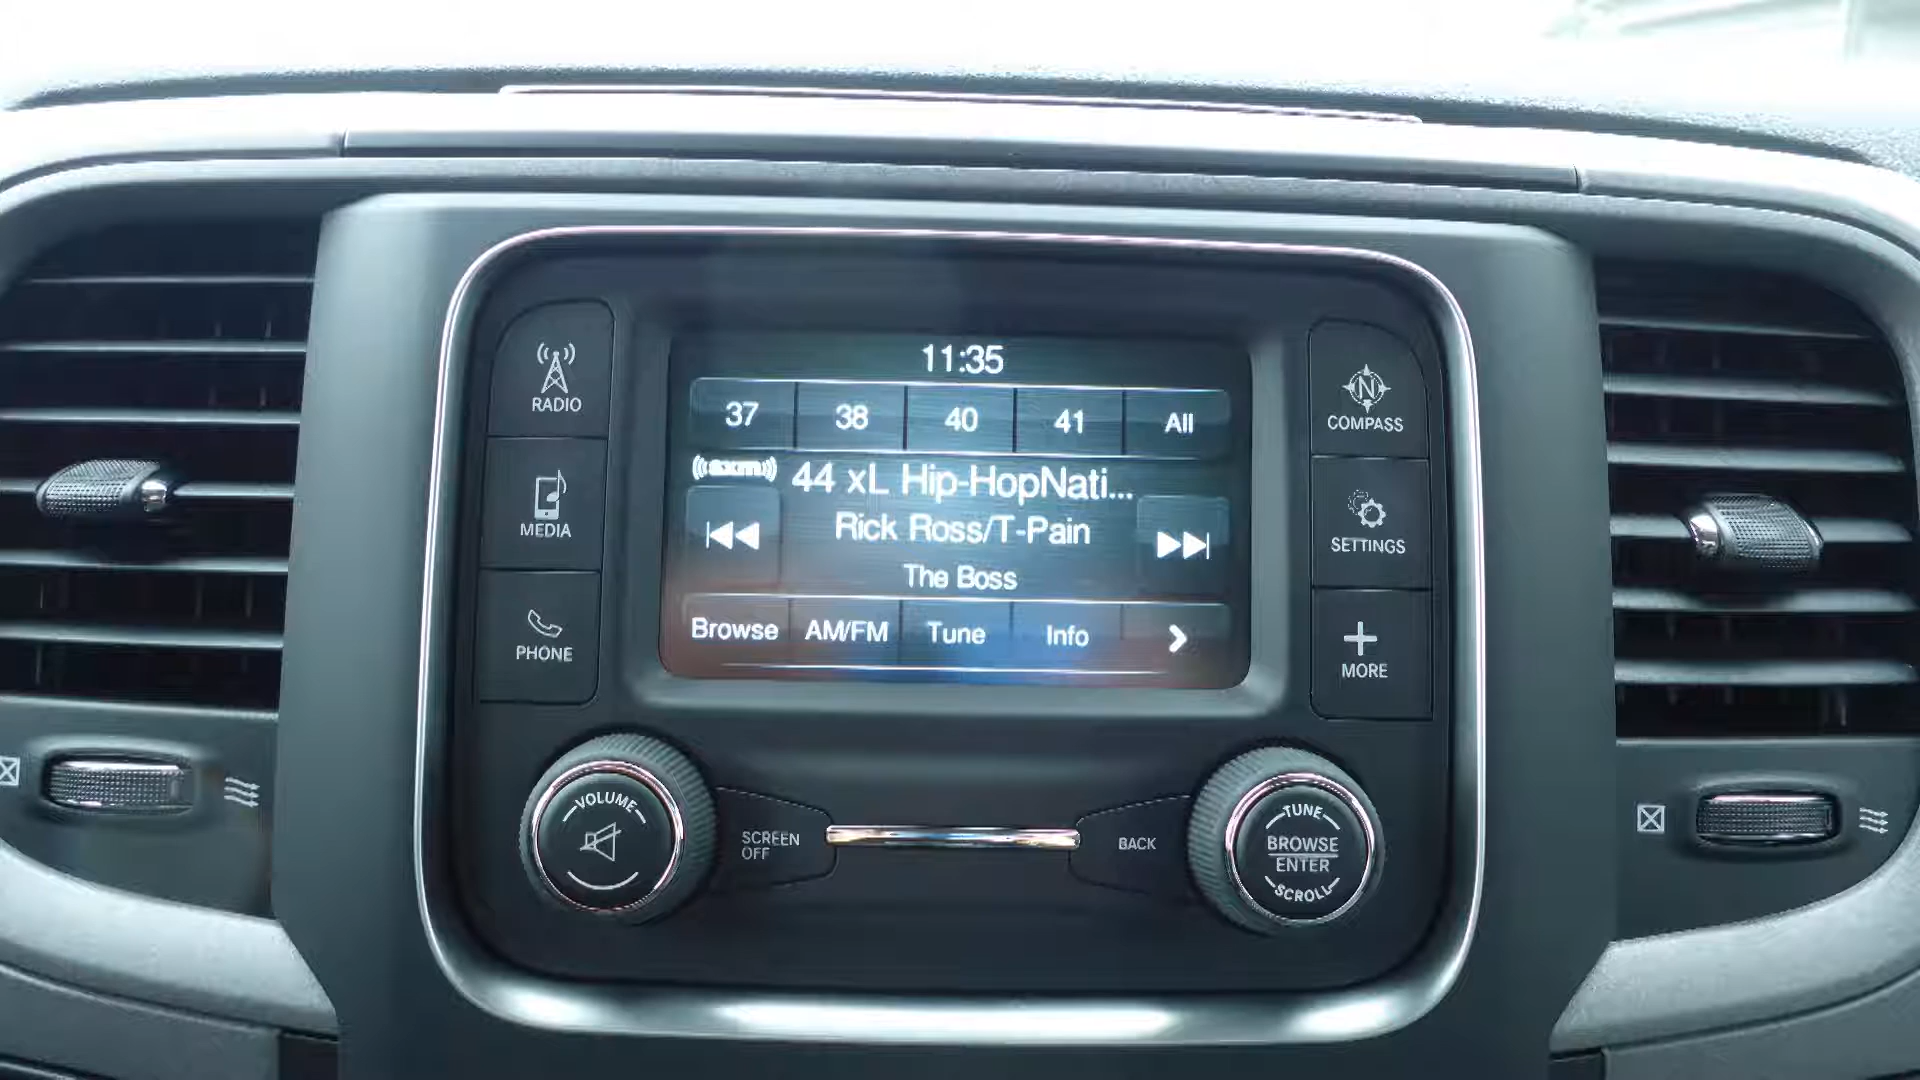 11:35
37 38 40 41 All
((sxm)) 44 xL Hip-HopNati...
Rick Ross/T-Pain
The Boss
Browse AM/FM Tune Info
RADIO
MEDIA
PHONE
COMPASS
N
SETTINGS
MORE
VOLUME
SCREEN
OFF
BACK
TUNE
BROWSE
ENTER
SCROLL